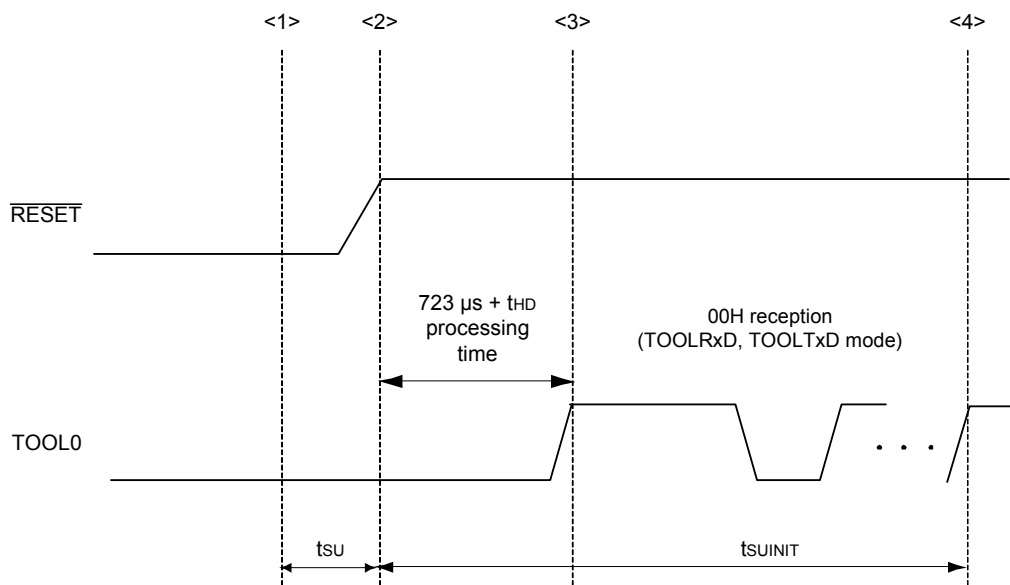 <1> <2> <3> <4>
RESET
723 µs + tHD
processing
time
00H reception
(TOOLRxD, TOOLTxD mode)
TOOL0
. . .
tSU
tSUINIT